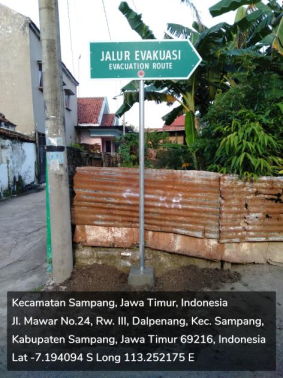 JALUR EVAKUASI
EVACUATION ROUTE
Kecamatan Sampang, Jawa Timur, Indonesia
Jl. Mawar No.24, Rw. III, Dalpenang, Kec. Sampang,
Kabupaten Sampang, Jawa Timur 69216, Indonesia
Lat -7.194094 S Long 113.252175 E